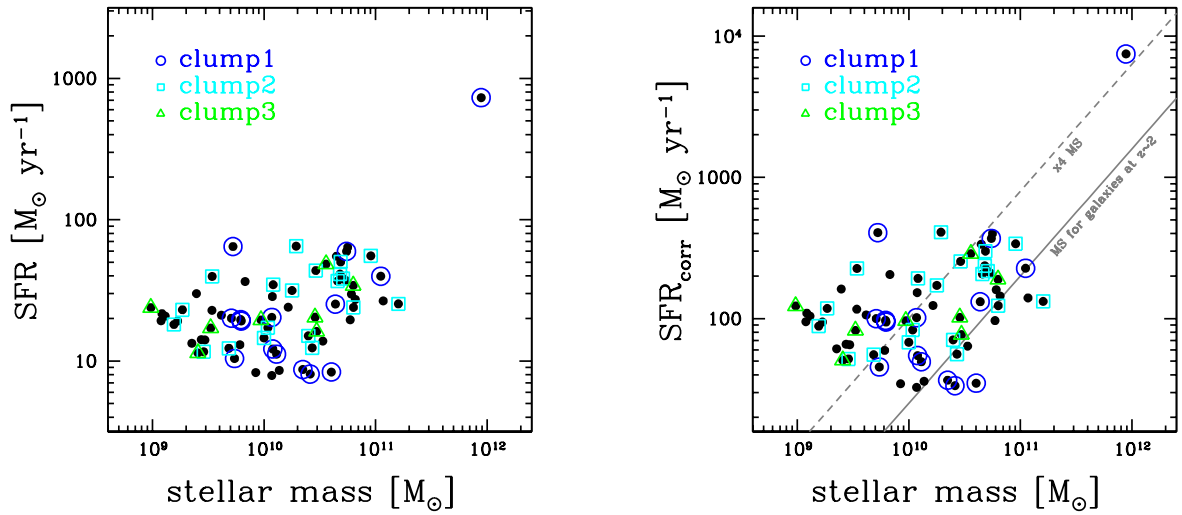 SFR [M⊙ yr⁻¹]
1000
100
10
clump1
clump2
clump3
10⁹
10¹⁰
10¹¹
10¹²
stellar mass [M⊙]
SFRcorr [M⊙ yr⁻¹]
10⁴
1000
100
clump1
clump2
clump3
x4 MS
MS for galaxies at z~2
10⁹
10¹⁰
10¹¹
10¹²
stellar mass [M⊙]